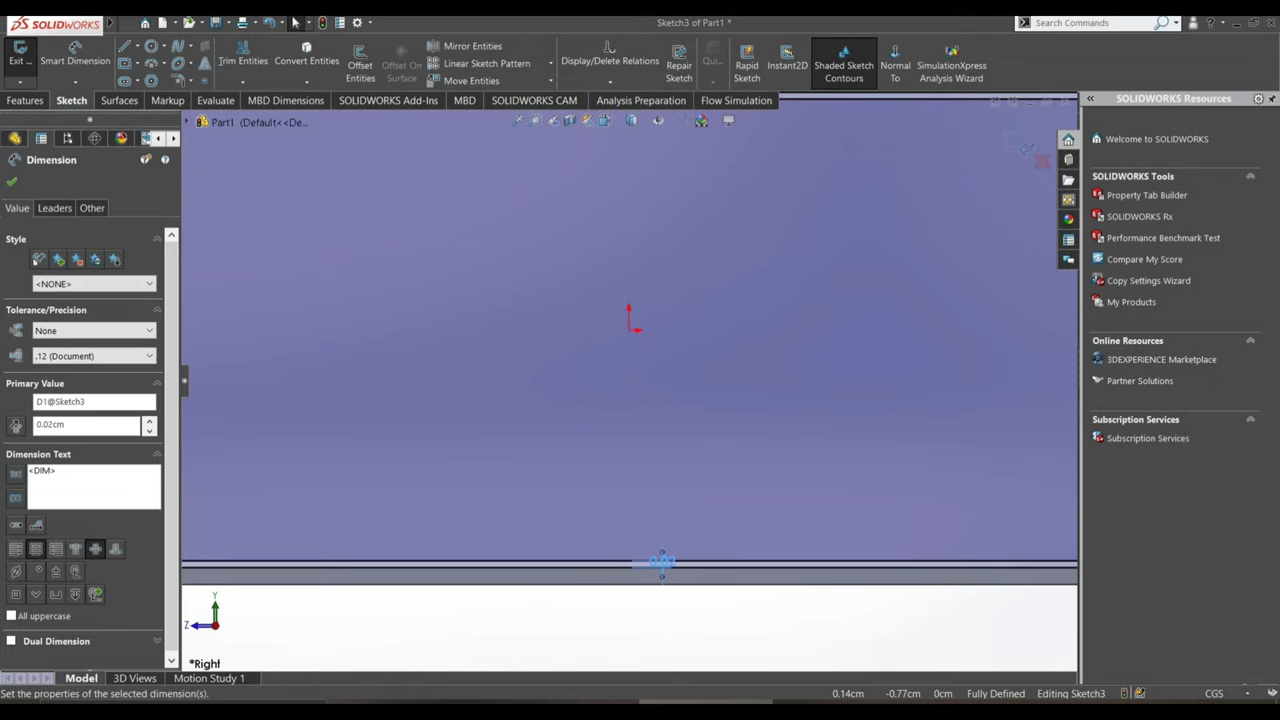 SOLIDWORKS
Sketch3 of Part1 *
Search Commands
Exit ...
Smart Dimension
Trim Entities
Convert Entities
Offset Entities
Offset On Surface
Mirror Entities
Linear Sketch Pattern
Move Entities
Display/Delete Relations
Repair Sketch
Qui...
Rapid Sketch
Instant2D
Shaded Sketch Contours
Normal To
SimulationXpress Analysis Wizard
Features Sketch Surfaces Markup Evaluate MBD Dimensions SOLIDWORKS Add-Ins MBD SOLIDWORKS CAM Analysis Preparation Flow Simulation
Part1 (Default<<De...
Dimension
Value Leaders Other
Style
<NONE>
Tolerance/Precision
None
.12 (Document)
Primary Value
D1@Sketch3
0.02cm
Dimension Text
<DIM>
All uppercase
Dual Dimension
Y
Z
*Right
SOLIDWORKS Resources
Welcome to SOLIDWORKS
SOLIDWORKS Tools
Property Tab Builder
SOLIDWORKS Rx
Performance Benchmark Test
Compare My Score
Copy Settings Wizard
My Products
Online Resources
3DEXPERIENCE Marketplace
Partner Solutions
Subscription Services
Subscription Services
Model 3D Views Motion Study 1
Set the properties of the selected dimension(s).
0.14cm -0.77cm 0cm Fully Defined Editing Sketch3 CGS